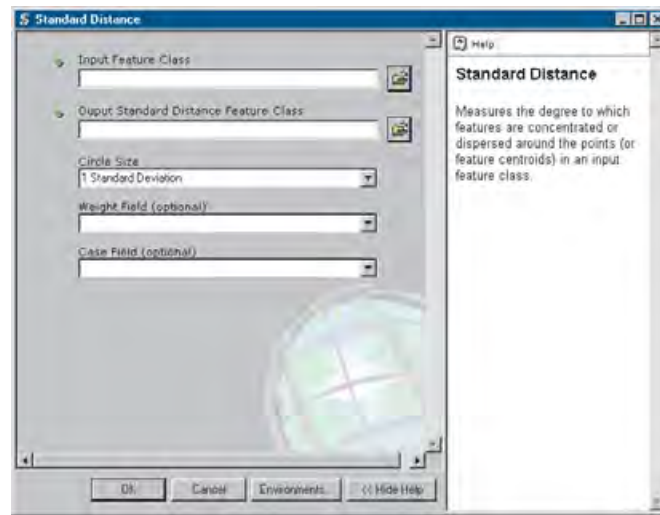 Standard Distance
Input Feature Class
Ouput Standard Distance Feature Class
Circle Size
1 Standard Deviation
Weight Field (optional)
Case Field (optional)
OK
Cancel
Environments...
<< Hide Help
Help
Standard Distance
Measures the degree to which
features are concentrated or
dispersed around the points (or
feature centroids) in an input
feature class.